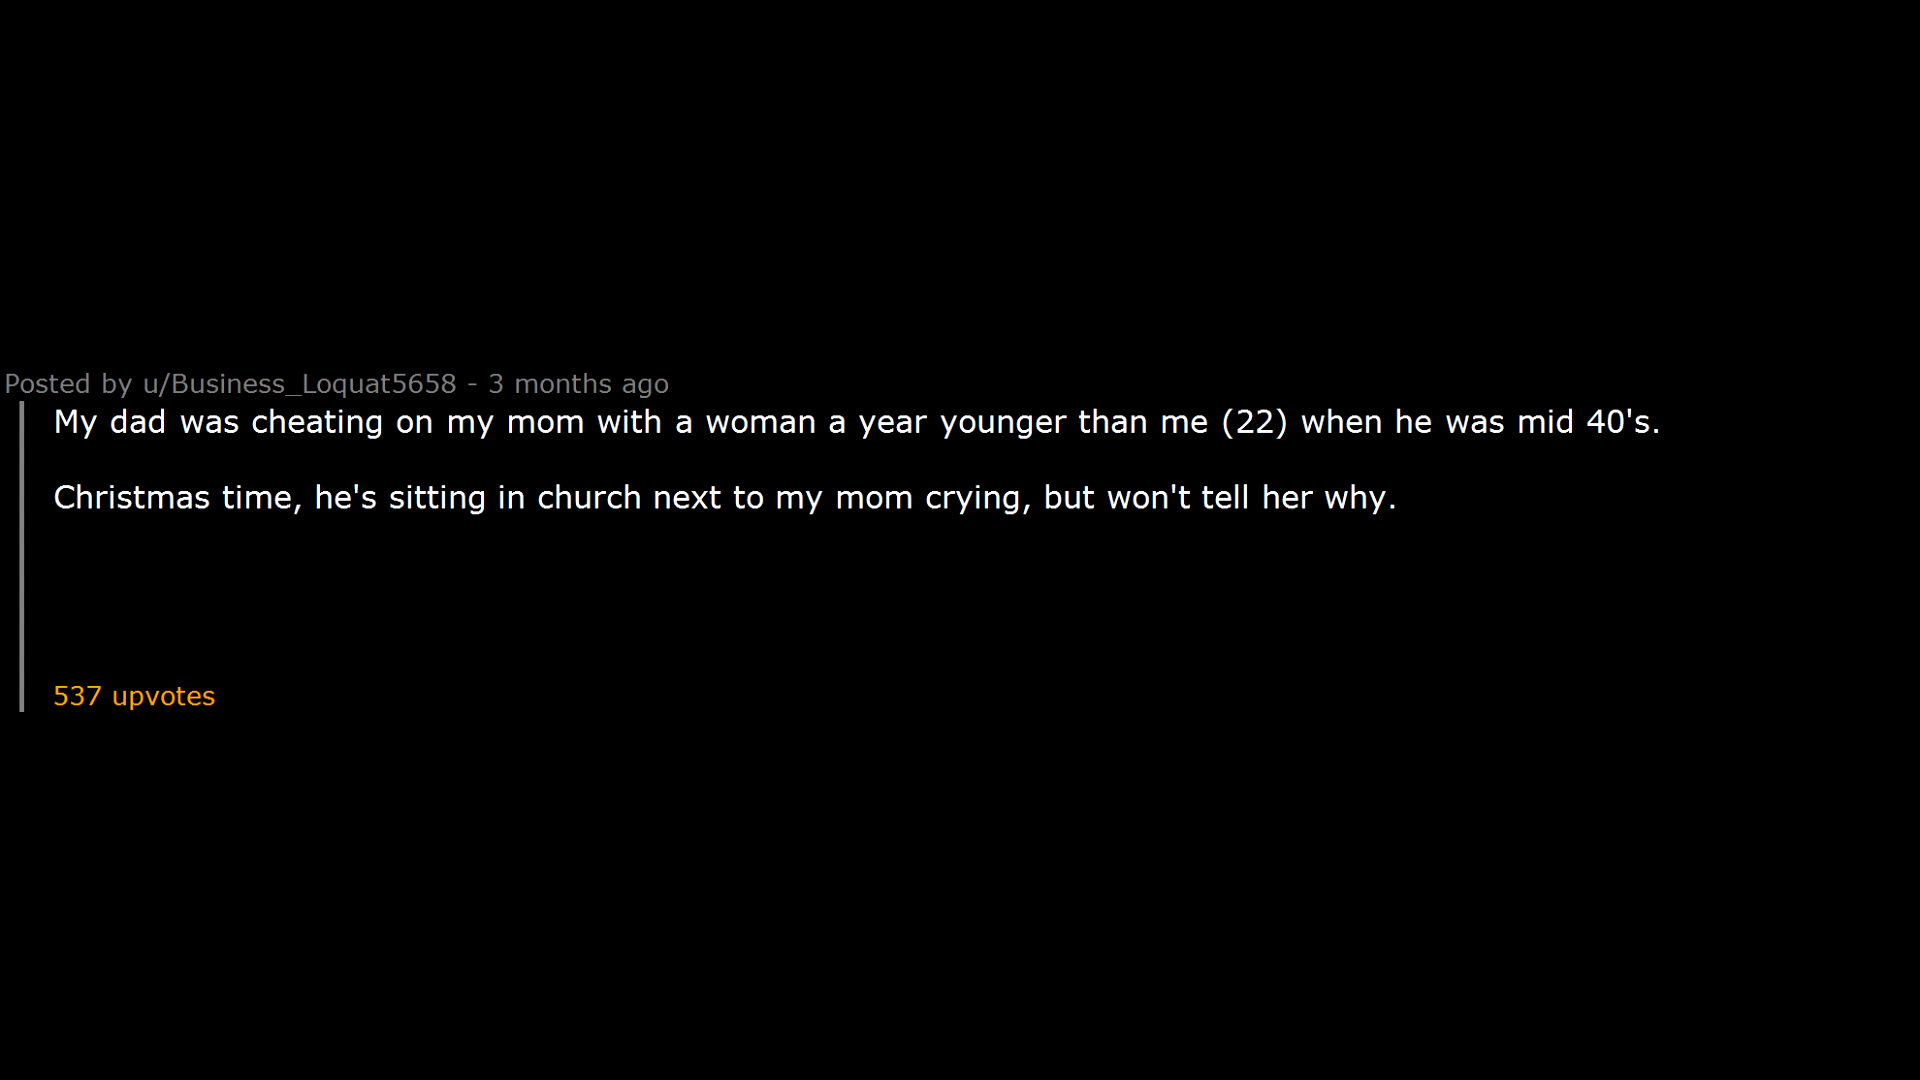 Posted by u/Business_Loquat5658 - 3 months ago
My dad was cheating on my mom with a woman a year younger than me (22) when he was mid 40's.
Christmas time, he's sitting in church next to my mom crying, but won't tell her why.
537 upvotes